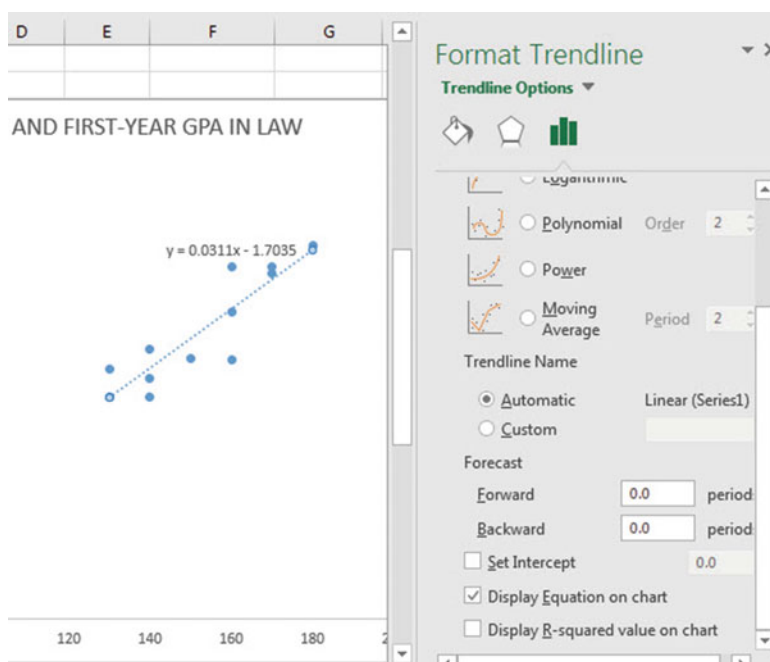 D E F G
AND FIRST-YEAR GPA IN LAW
y = 0.0311x - 1.7035
120 140 160 180
Format Trendline
Trendline Options
Logarithmic
Polynomial Order 2
Power
Moving
Average Period 2
Trendline Name
Automatic Linear (Series1)
Custom
Forecast
Forward 0.0 period
Backward 0.0 period
Set Intercept 0.0
Display Equation on chart
Display R-squared value on chart